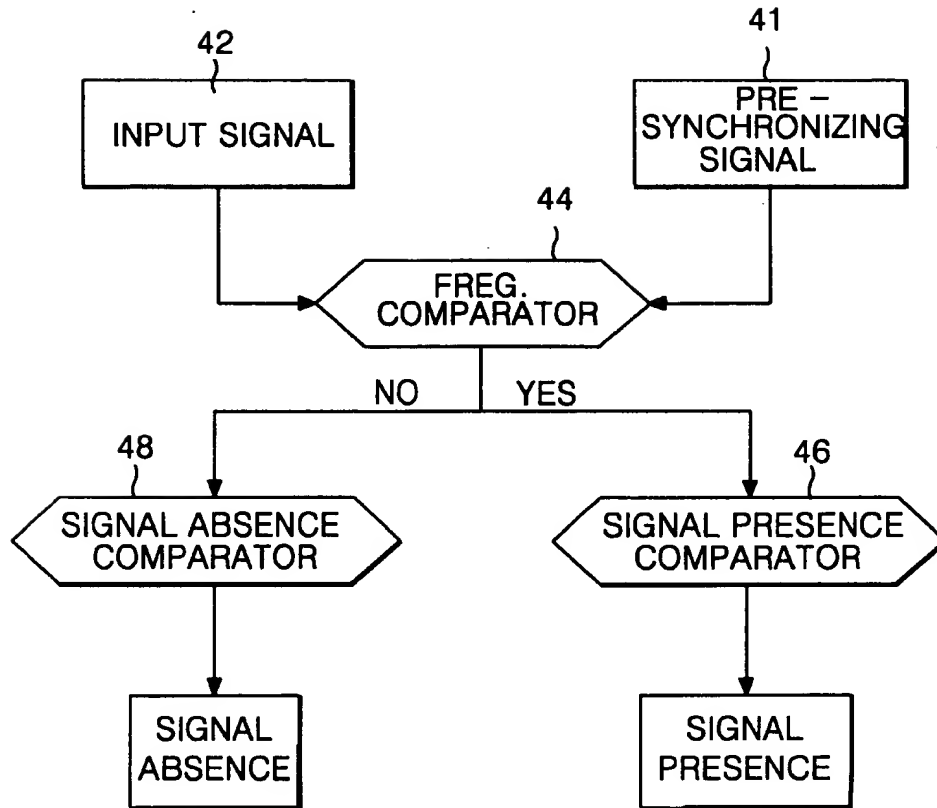 42
41
INPUT SIGNAL
PRE -
SYNCHRONIZING
SIGNAL
44
FREG.
COMPARATOR
NO
YES
48
46
SIGNAL ABSENCE
COMPARATOR
SIGNAL PRESENCE
COMPARATOR
SIGNAL
ABSENCE
SIGNAL
PRESENCE